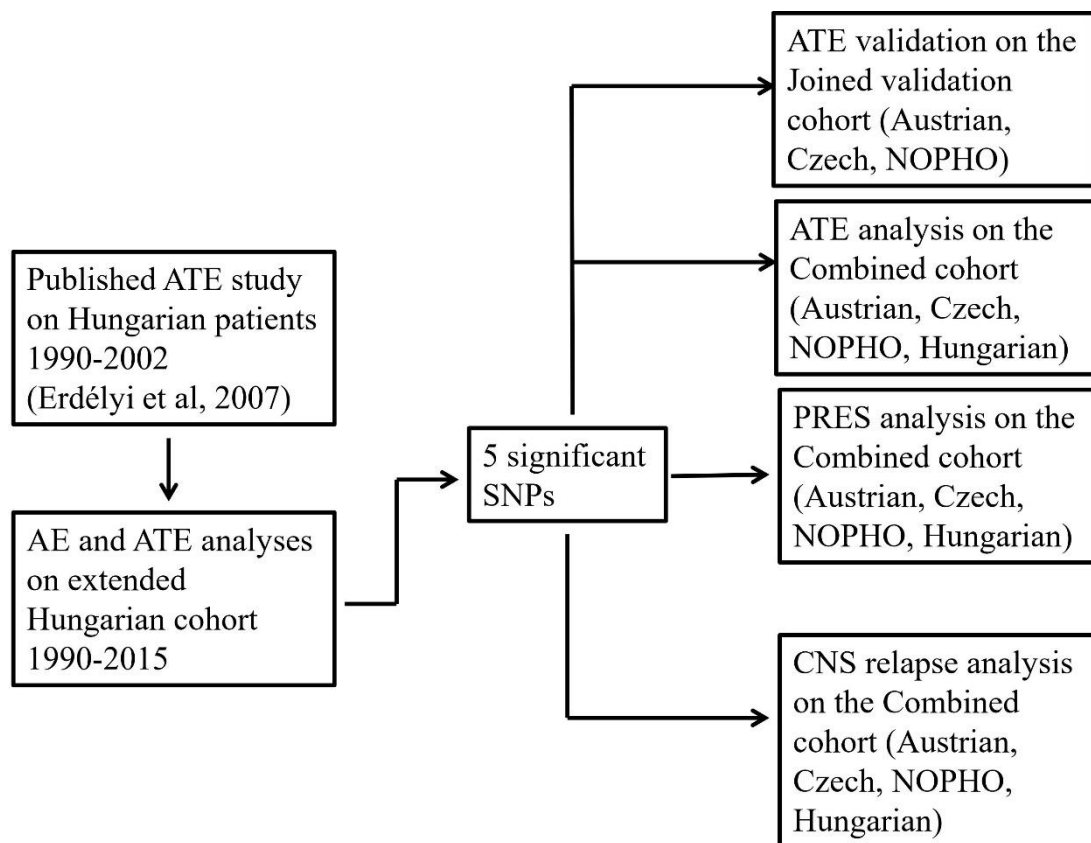 Published ATE study
on Hungarian patients
1990-2002
(Erdélyi et al, 2007)
AE and ATE analyses
on extended
Hungarian cohort
1990-2015
5 significant
SNPs
ATE validation on the
Joined validation
cohort (Austrian,
Czech, NOPHO)
ATE analysis on the
Combined cohort
(Austrian, Czech,
NOPHO, Hungarian)
PRES analysis on the
Combined cohort
(Austrian, Czech,
NOPHO, Hungarian)
CNS relapse analysis
on the Combined
cohort (Austrian,
Czech, NOPHO,
Hungarian)